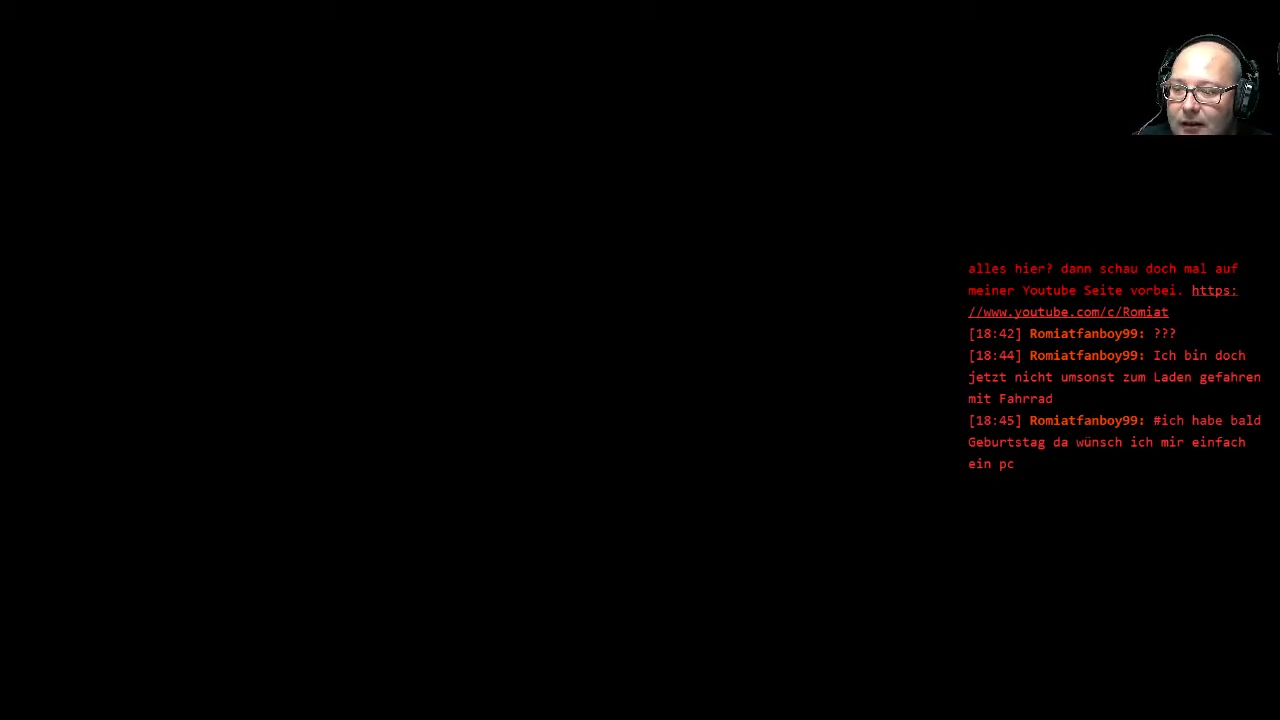 alles hier? dann schau doch mal auf
meiner Youtube Seite vorbei. https:
//www.youtube.com/c/Romiat
[18:42] Romiatfanboy99: ???
[18:44] Romiatfanboy99: Ich bin doch
jetzt nicht umsonst zum Laden gefahren
mit Fahrrad
[18:45] Romiatfanboy99: #ich habe bald
Geburtstag da wünsch ich mir einfach
ein pc